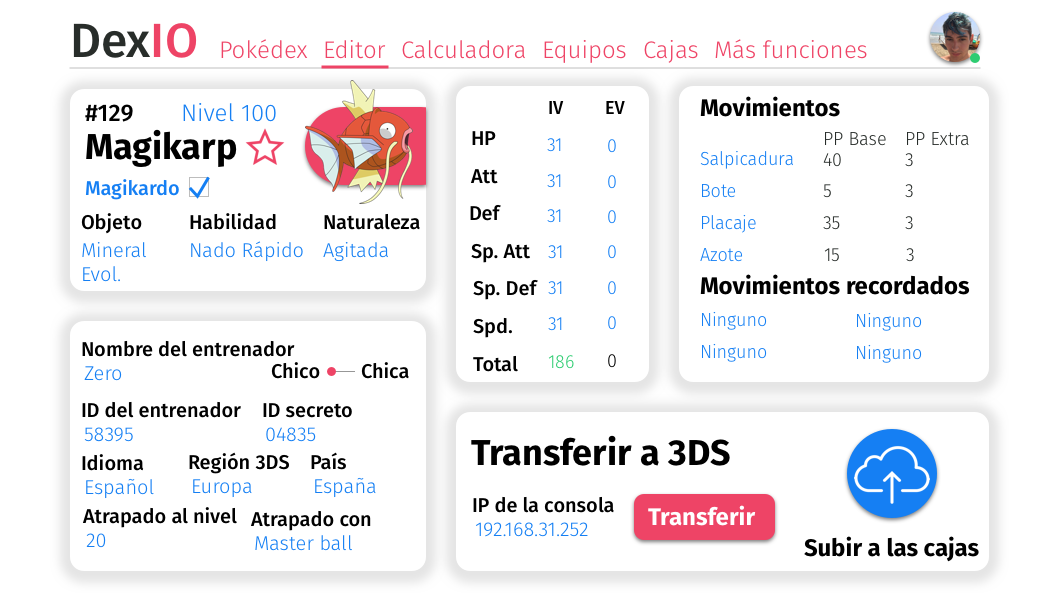 DexIO
Pokédex Editor Calculadora Equipos Cajas Más funciones
#129 Nivel 100
Magikarp
Magikardo
Objeto Habilidad Naturaleza
Mineral Nado Rápido Agitada
Evol.
Nombre del entrenador
Zero
Chico Chica
ID del entrenador ID secreto
58395 04835
Idioma Región 3DS País
Español Europa España
Atrapado al nivel Atrapado con
20 Master ball
IV EV
HP 31 0
Att 31 0
Def 31 0
Sp. Att 31 0
Sp. Def 31 0
Spd. 31 0
Total 186 0
Movimientos
PP Base PP Extra
Salpicadura 40 3
Bote 5 3
Placaje 35 3
Azote 15 3
Movimientos recordados
Ninguno Ninguno
Ninguno Ninguno
Transferir a 3DS
IP de la consola
192.168.31.252
Transferir
Subir a las cajas